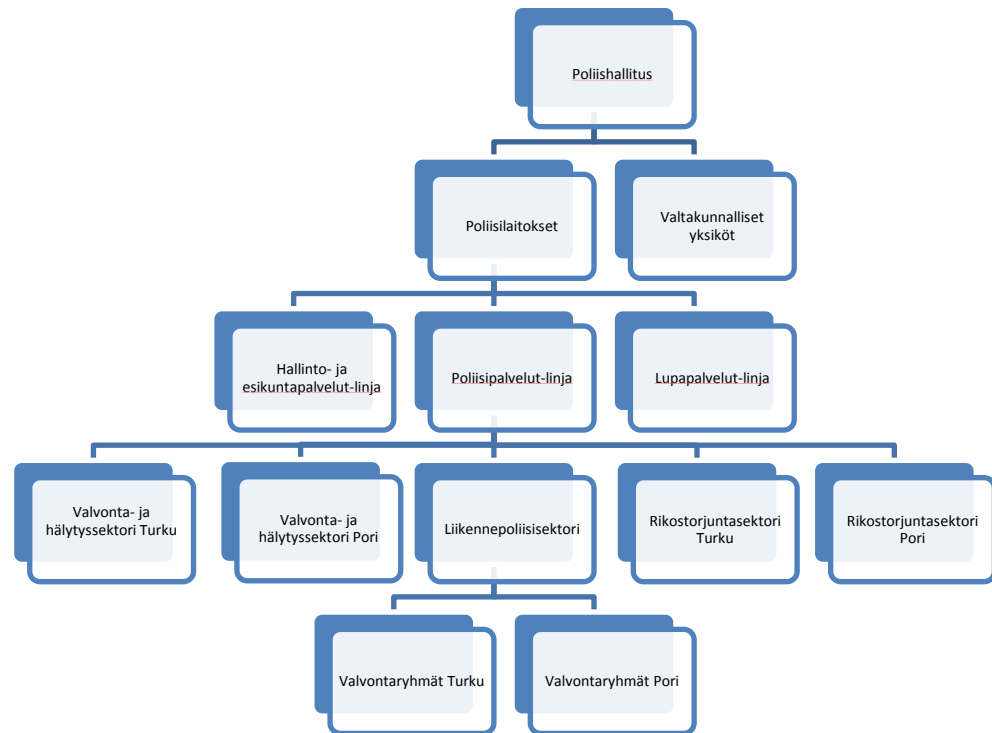 Poliishallitus
Poliisilaitokset
Valtakunnalliset
yksiköt
Hallinto- ja
esikuntapalvelut-linja
Poliisipalvelut-linja
Lupapalvelut-linja
Valvonta- ja
hälytyssektori Turku
Valvonta- ja
hälytyssektori Pori
Liikennepoliisisektori
Rikostorjuntasektori
Turku
Rikostorjuntasektori
Pori
Valvontaryhmät Turku
Valvontaryhmät Pori